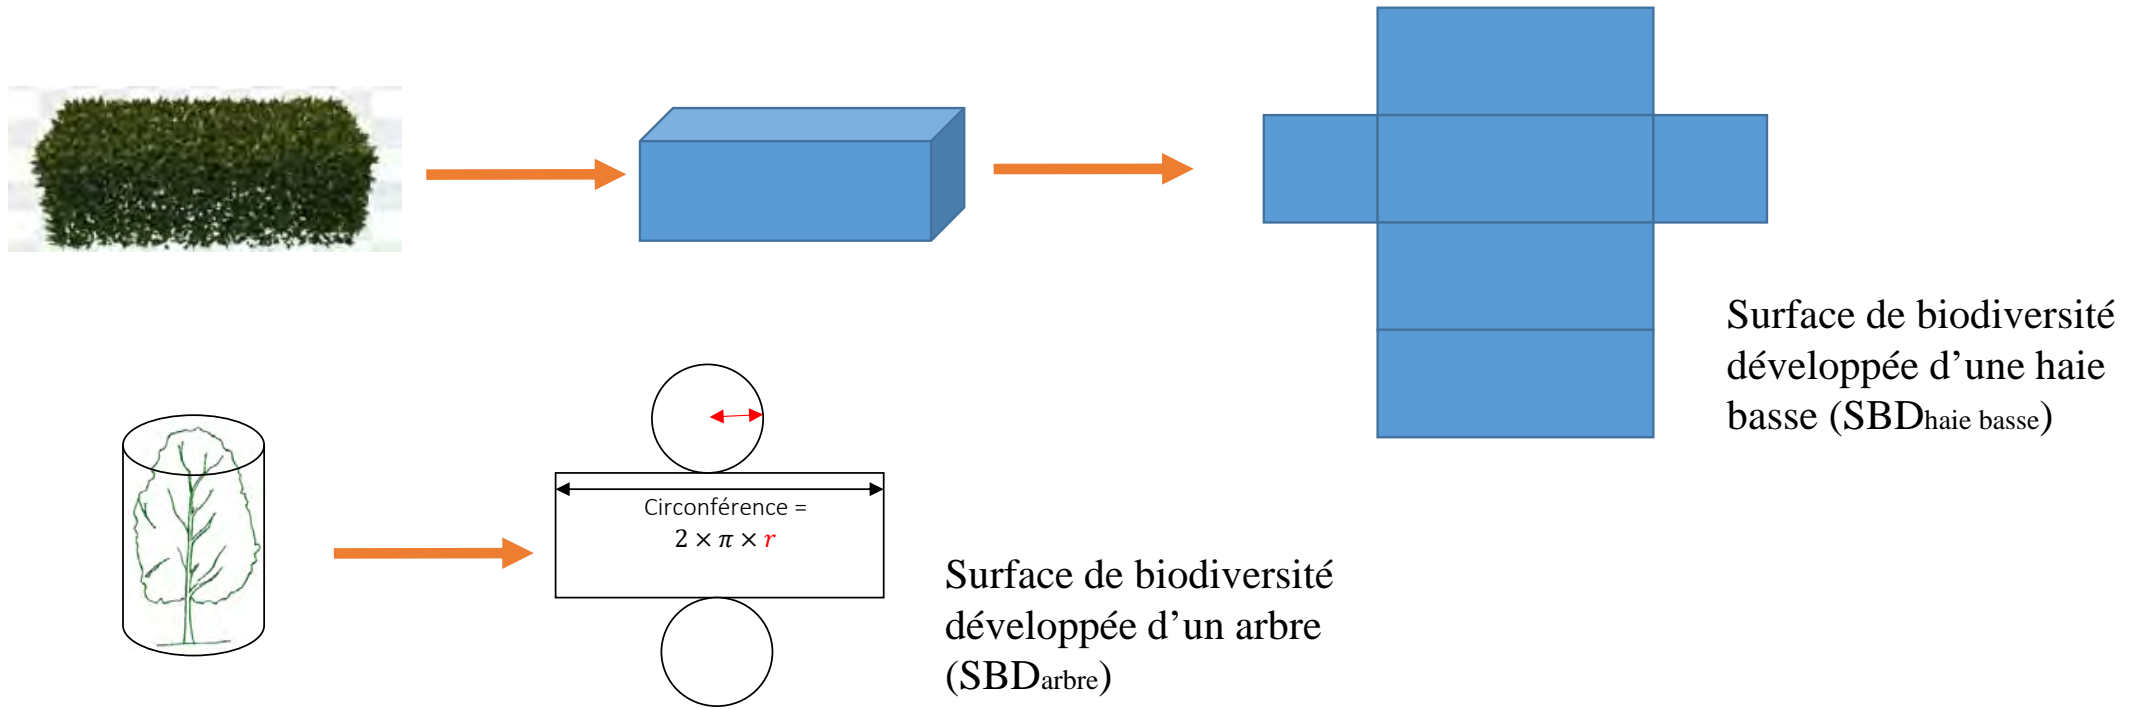 Surface de biodiversité
développée d’une haie
basse (SBDhaie basse)
Circonférence =
2 × π × r
Surface de biodiversité
développée d’un arbre
(SBDarbre)